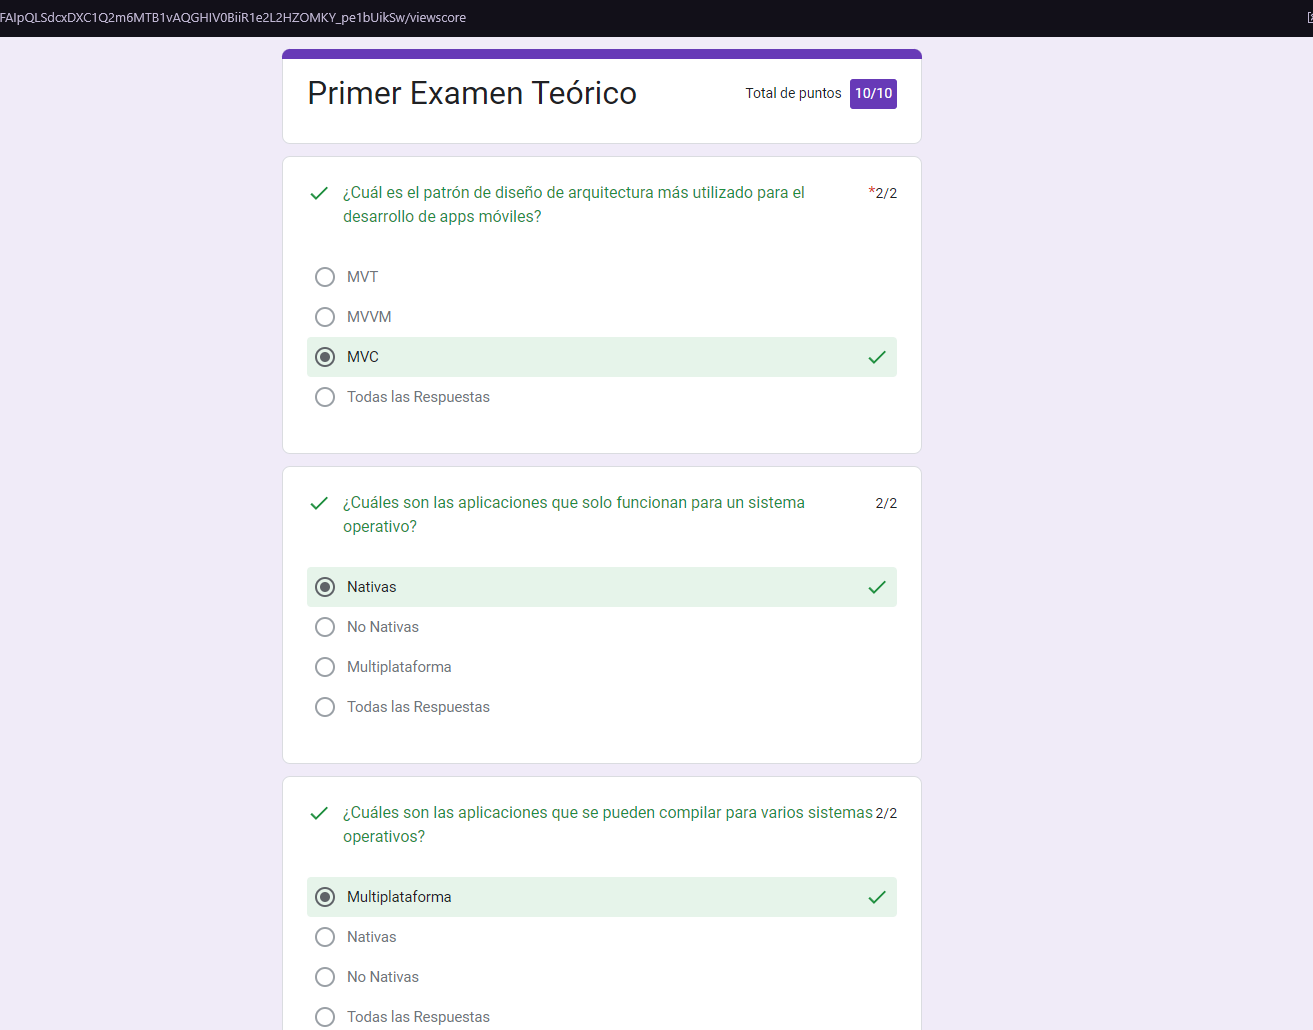 FAIpQLSdcxDXC1Q2m6MTB1vAQGHIV0BiiR1e2L2HZOMKY_pe1bUikSw/viewscore
Primer Examen Teórico
Total de puntos 10/10
¿Cuál es el patrón de diseño de arquitectura más utilizado para el *2/2
desarrollo de apps móviles?
MVT
MVVM
MVC
Todas las Respuestas
¿Cuáles son las aplicaciones que solo funcionan para un sistema 2/2
operativo?
Nativas
No Nativas
Multiplataforma
Todas las Respuestas
¿Cuáles son las aplicaciones que se pueden compilar para varios sistemas 2/2
operativos?
Multiplataforma
Nativas
No Nativas
Todas las Respuestas